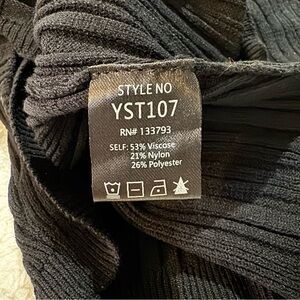 STYLE NO
YST107
RN# 133793
SELF: 53% Viscose
21% Nylon
26% Polyester